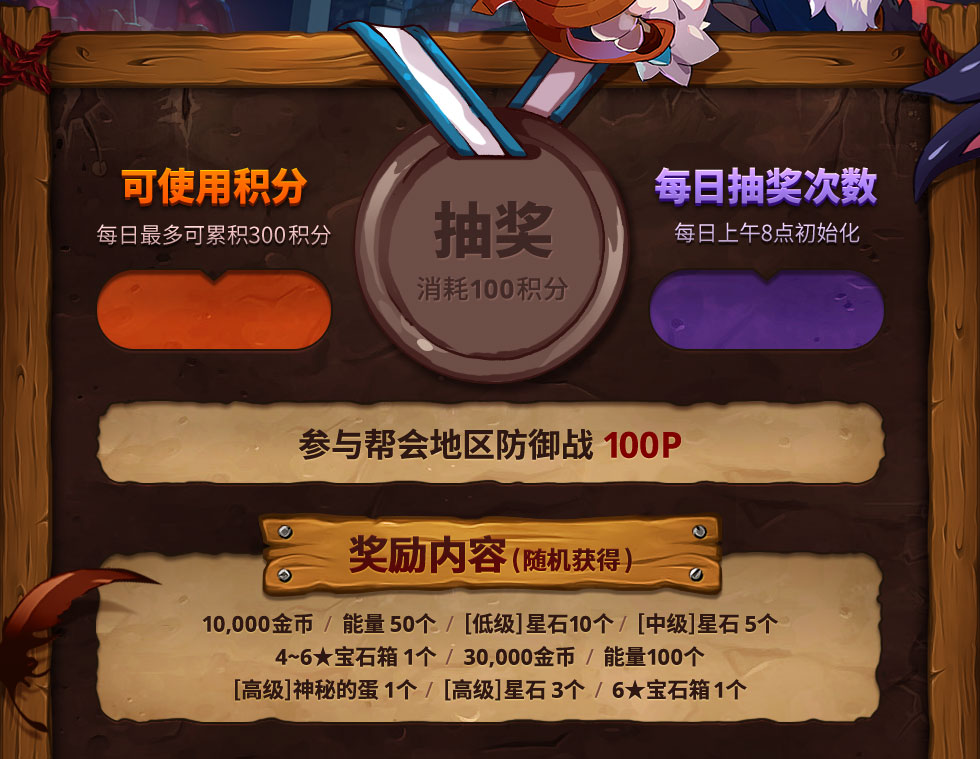 可使用积分
每日最多可累积300积分
抽奖
消耗100积分
每日抽奖次数
每日上午8点初始化
参与帮会地区防御战 100P
奖励内容(随机获得)
10,000金币 / 能量 50个 / [低级]星石10个 / [中级]星石 5个
4~6★宝石箱 1个 / 30,000金币 / 能量100个
[高级]神秘的蛋 1个 / [高级]星石 3个 / 6★宝石箱 1个